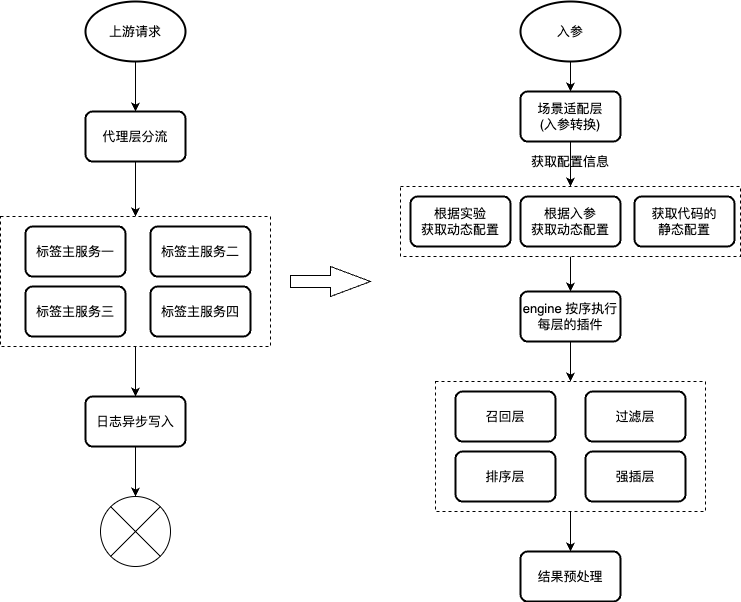 上游请求
代理层分流
标签主服务一
标签主服务二
标签主服务三
标签主服务四
日志异步写入
入参
场景适配层
(入参转换)
获取配置信息
根据实验
获取动态配置
根据入参
获取动态配置
获取代码的
静态配置
engine 按序执行
每层的插件
召回层
过滤层
排序层
强插层
结果预处理